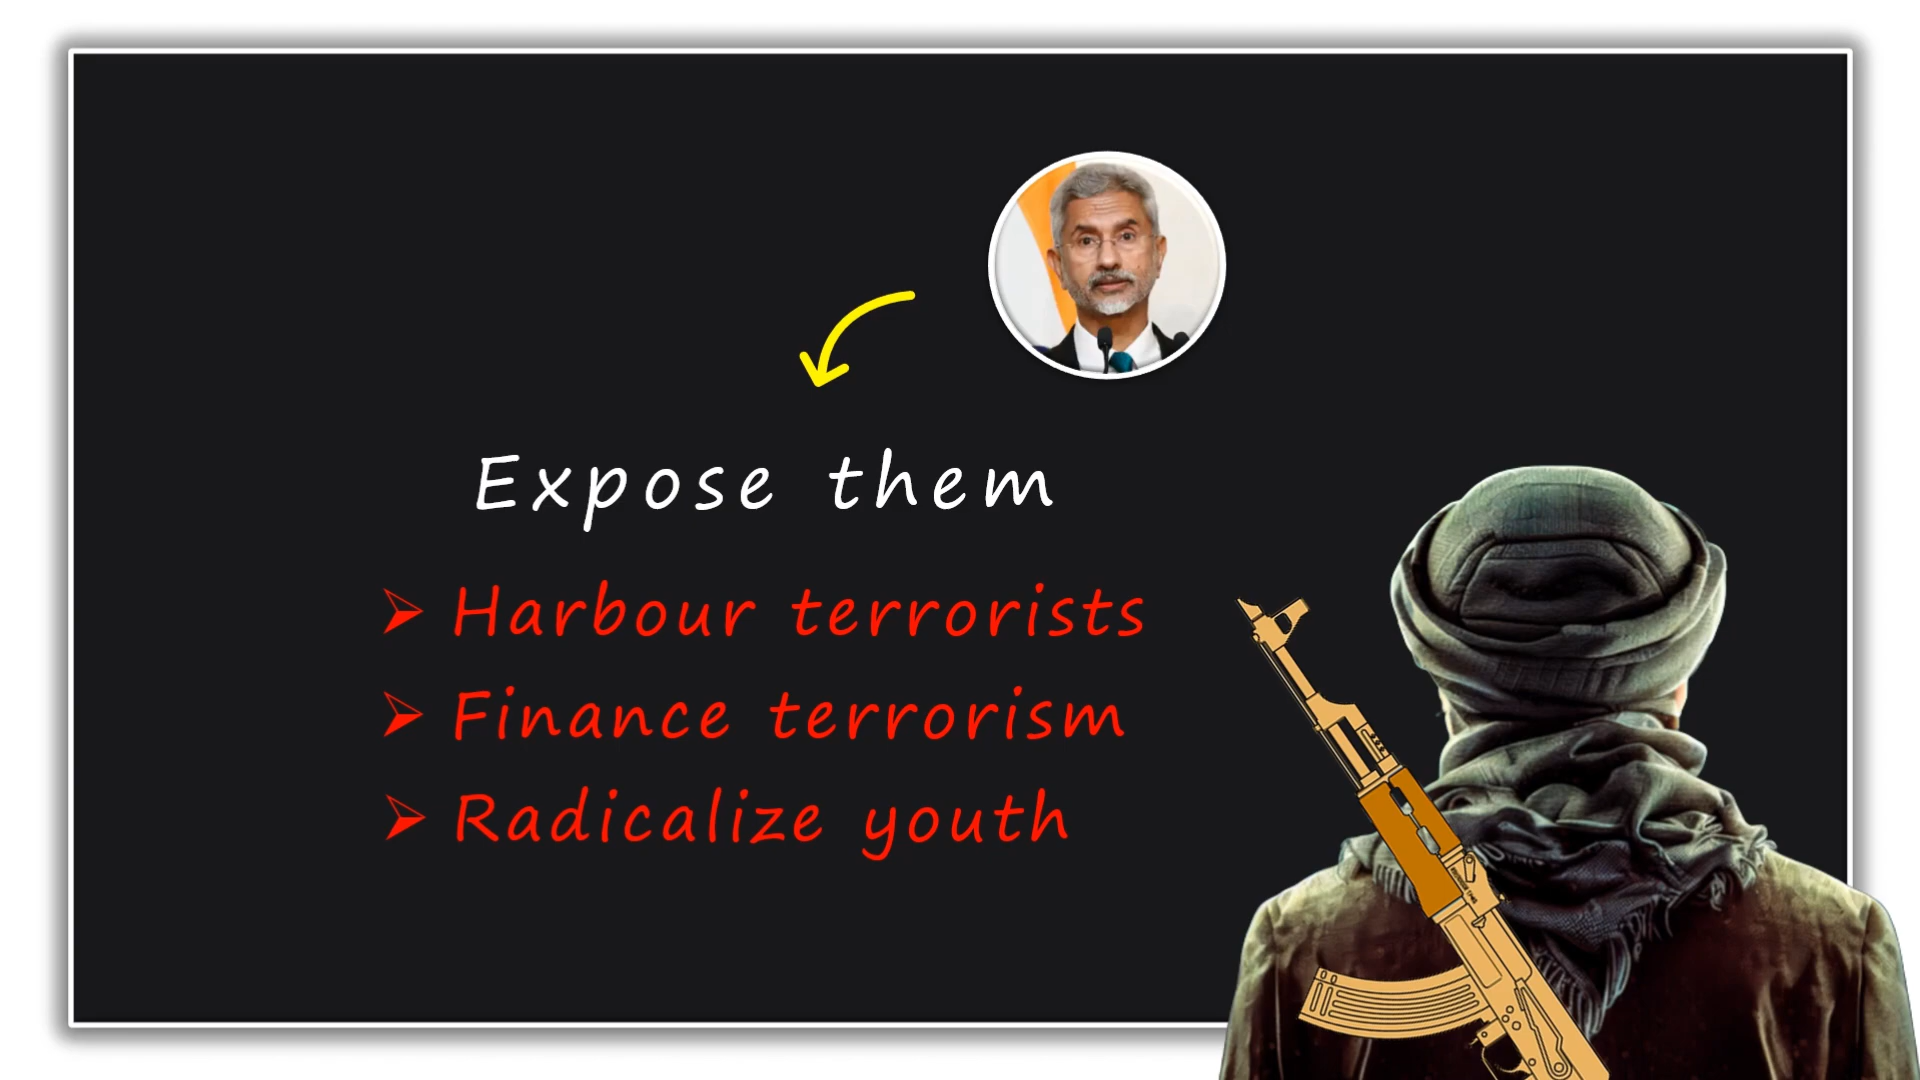 Expose them
Harbour terrorists
Finance terrorism
Radicalize youth